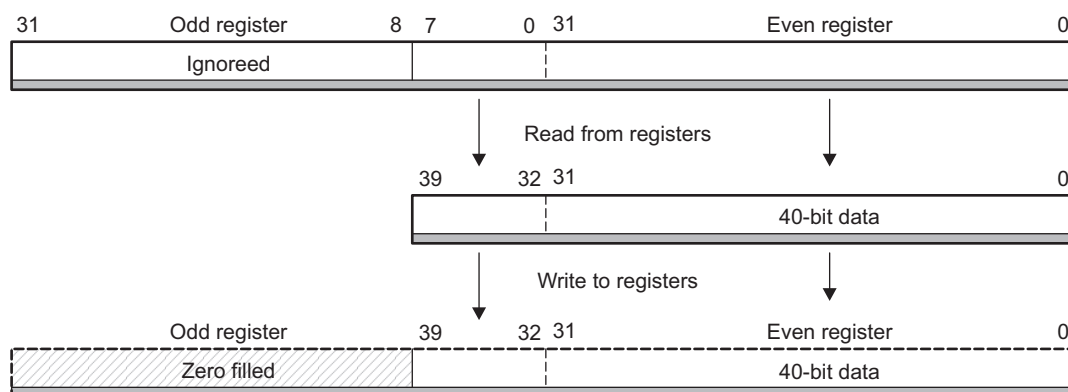 31 Odd register 8 7 0 31 Even register 0
Ignoreed
Read from registers
39 32 31 0
40-bit data
Write to registers
Odd register 39 32 31 Even register 0
Zero filled 40-bit data